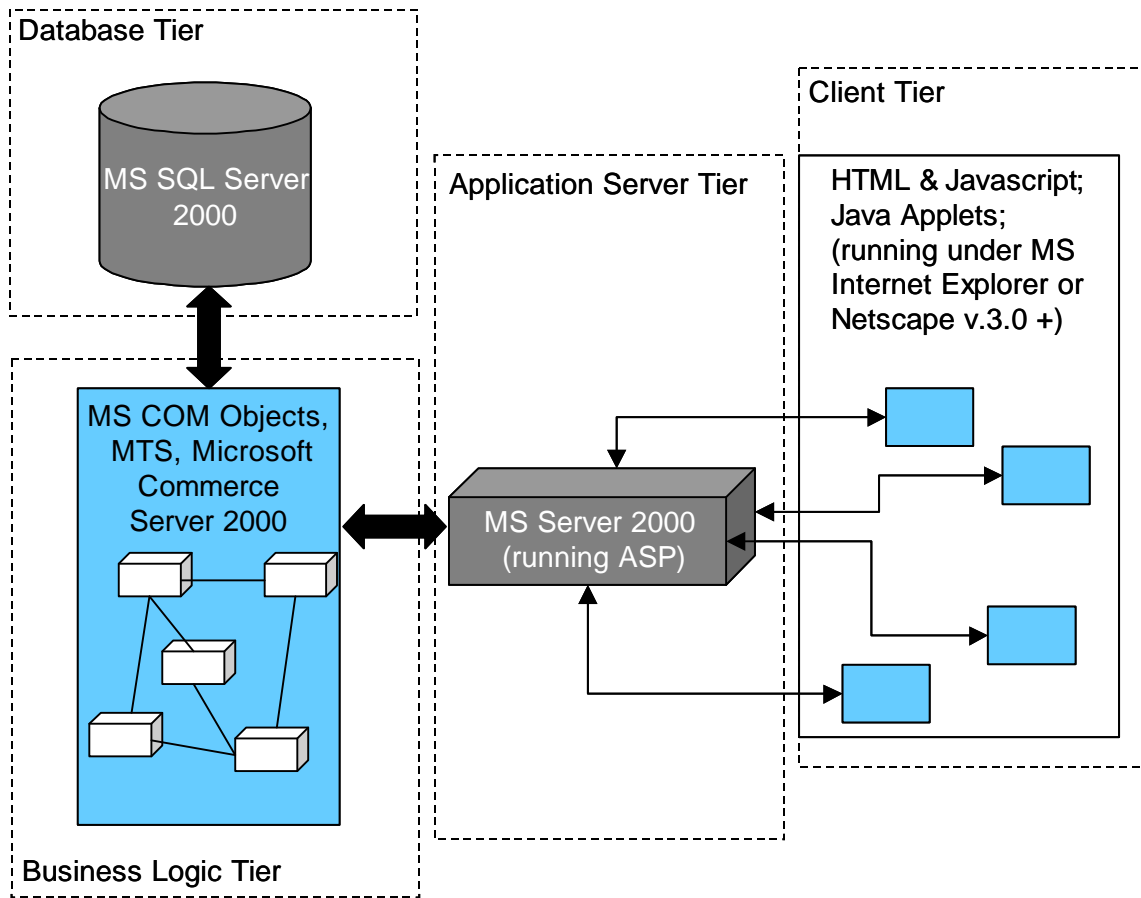 Database Tier
MS SQL Server
2000
Client Tier
Application Server Tier
HTML & Javascript;
Java Applets;
(running under MS
Internet Explorer or
Netscape v.3.0 +)
MS COM Objects,
MTS, Microsoft
Commerce
Server 2000
MS Server 2000
(running ASP)
Business Logic Tier